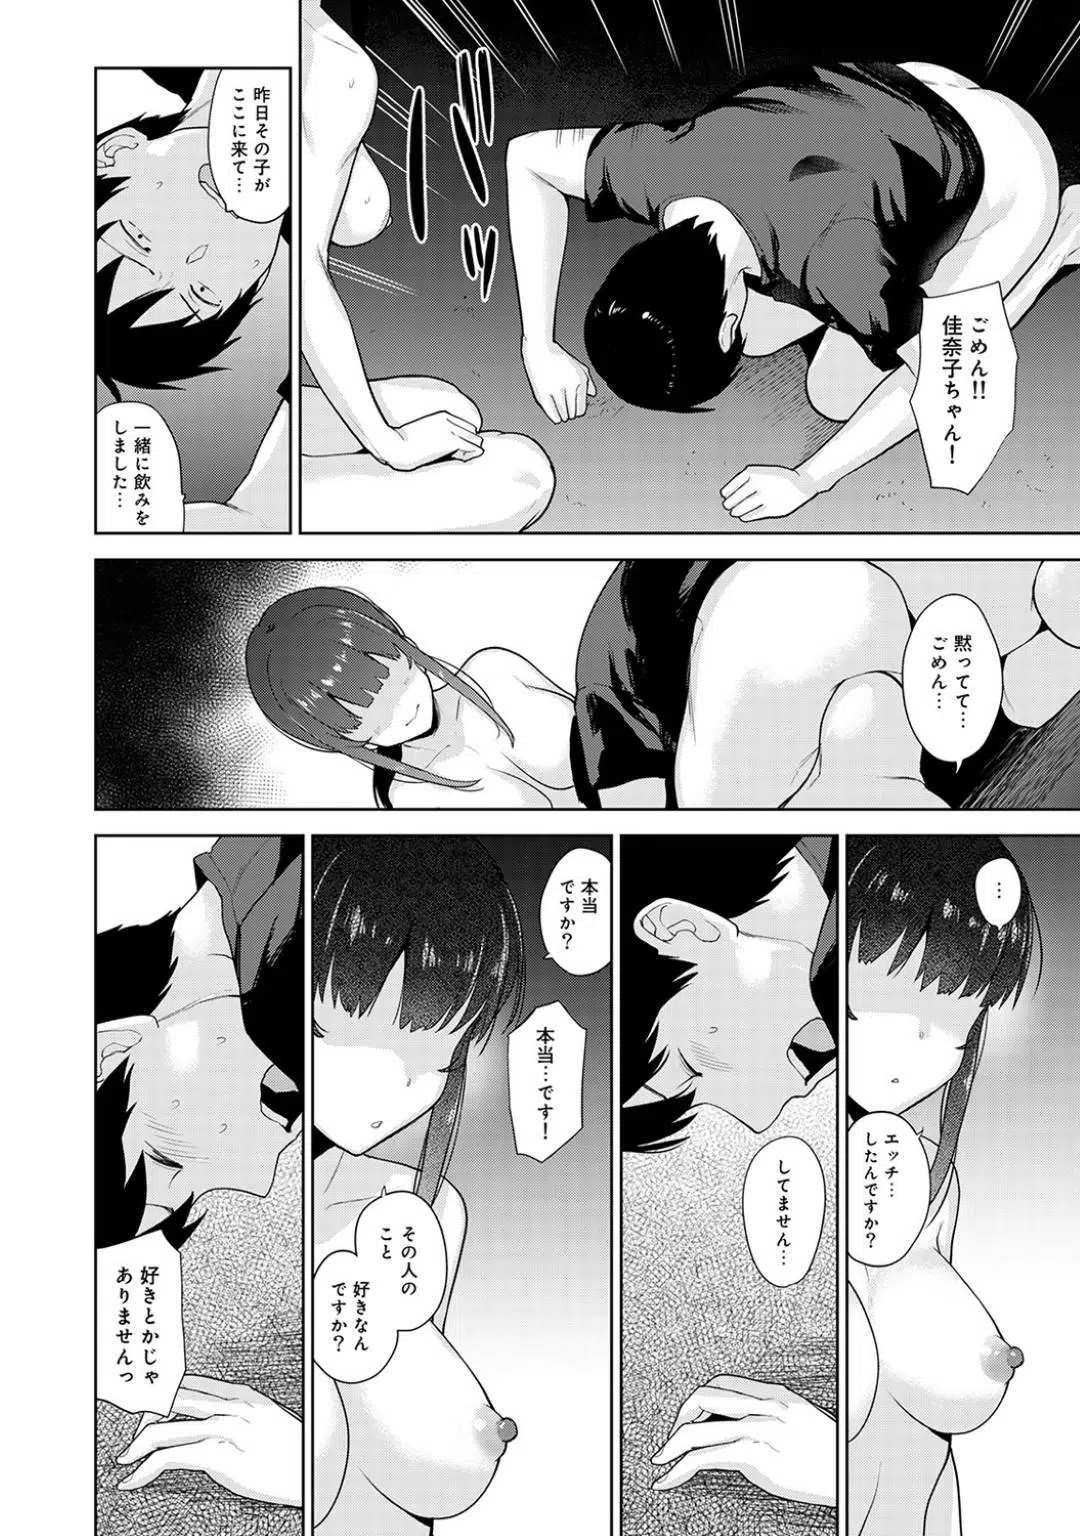 ごめん!!
佳奈子ちゃん!
昨日その子が
ここに来て…
一緒に飲みを
しました…
黙ってて…
ごめん…
…
エッチ…
したんですか?
してません…
本当
ですか?
本当…です!
その人の
こと
好きなん
ですか?
好きとかじゃ
ありませんっ